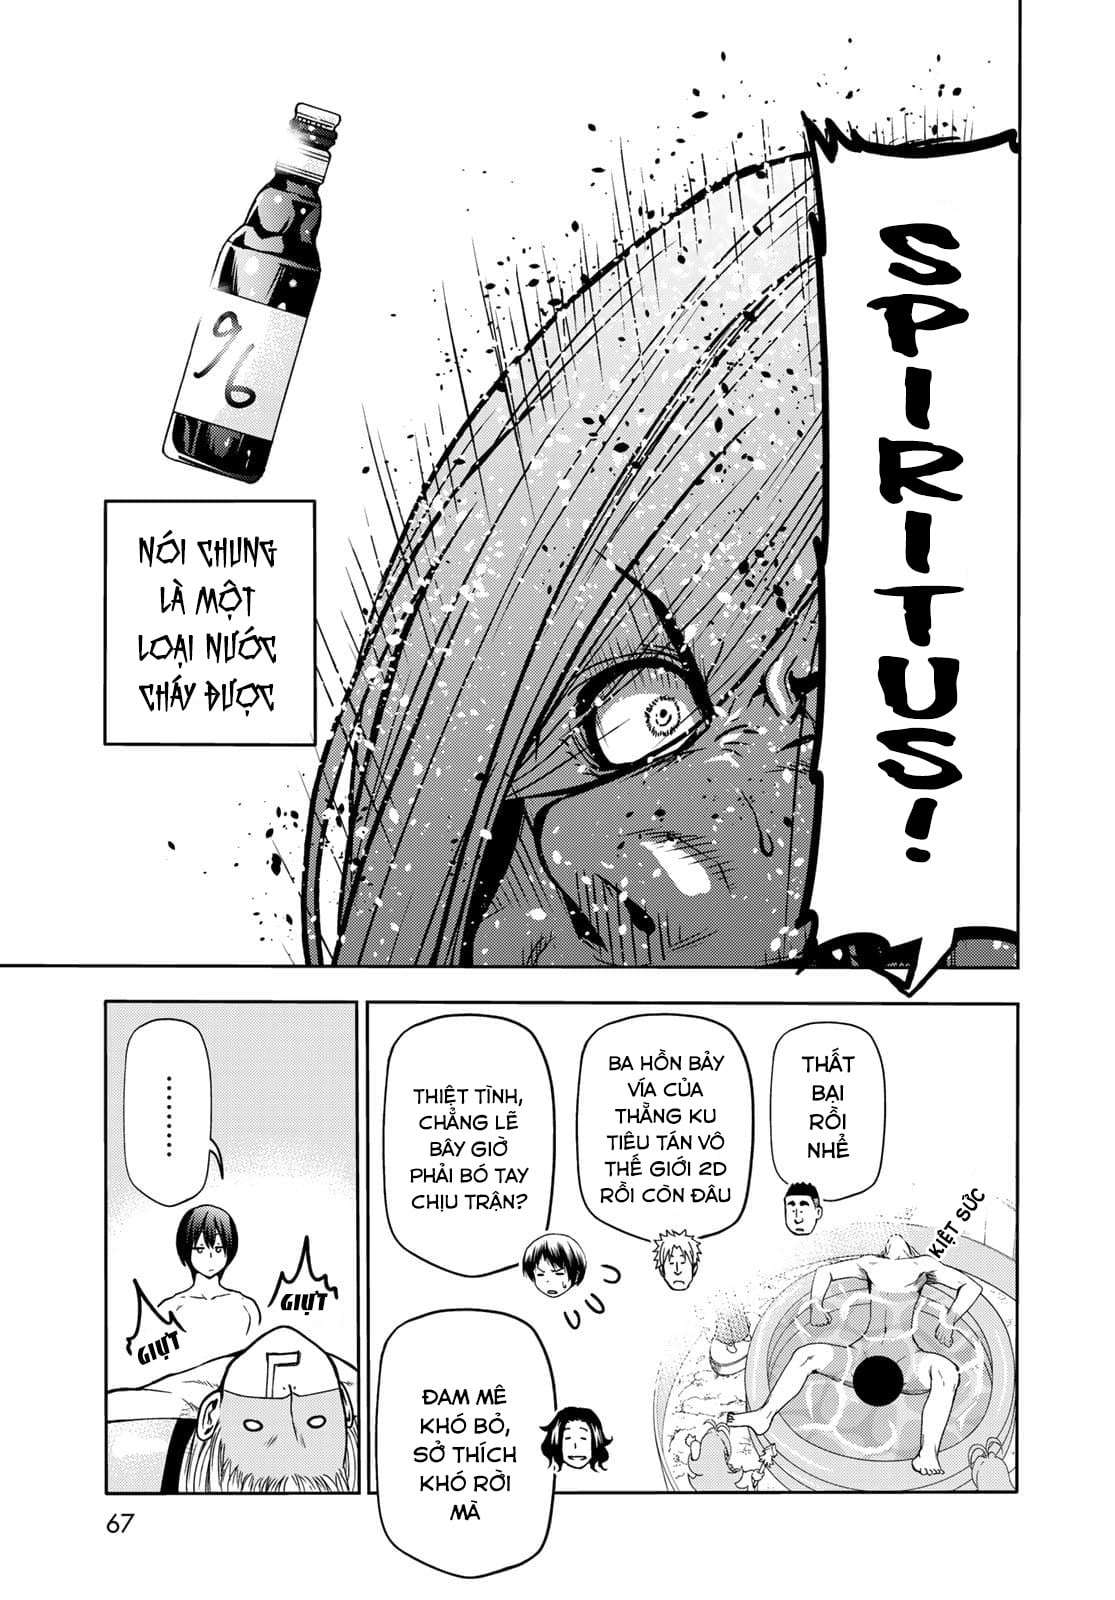 SPIRITUS!
96
NÓI CHUNG
LÀ MỘT
LOẠI NƯỚC
CHÁY ĐƯỢC
THẤT
BẠI
RỒI
NHỂ
KIỆT SỨC
BA HỒN BẢY
VÍA CỦA
THẰNG KU
TIÊU TÁN VÔ
THẾ GIỚI 2D
RỒI CÒN ĐÂU
THIỆT TÌNH,
CHẲNG LẼ
BÂY GIỜ
PHẢI BÓ TAY
CHỊU TRẬN?
ĐAM MÊ
KHÓ BỎ,
SỞ THÍCH
KHÓ RỜI
MÀ
.........
GIỰT
GIỰT
67